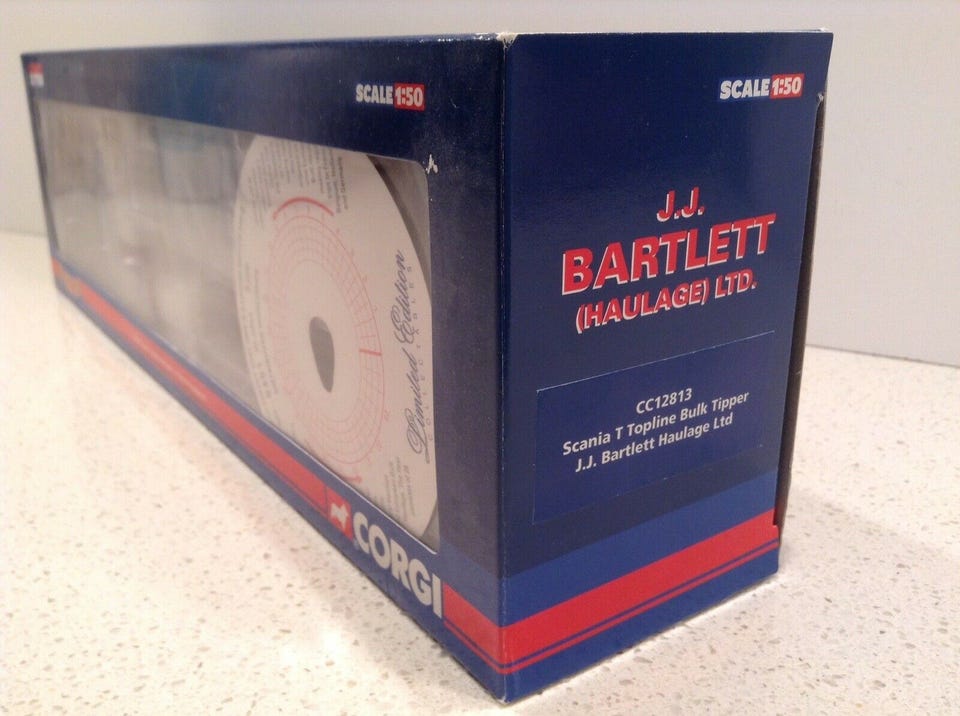 SCALE 1:50
Limited Edition
COLLECTABLES
CORGI
SCALE 1:50
J.J.
BARTLETT
(HAULAGE) LTD.
CC12813
Scania T Topline Bulk Tipper
J.J. Bartlett Haulage Ltd